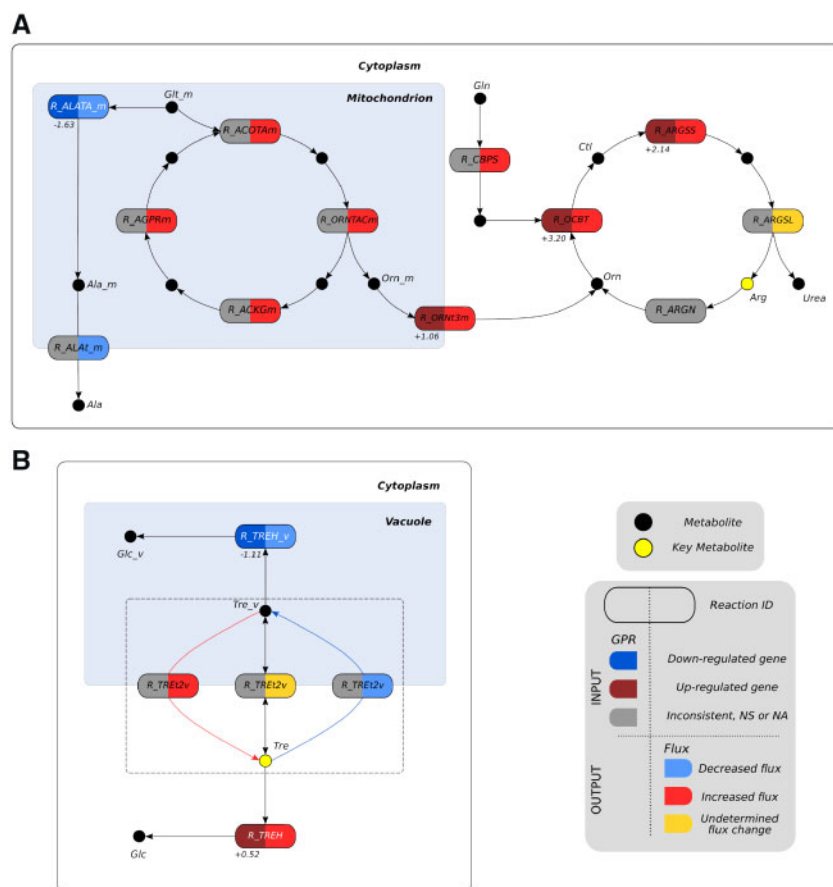 A
Cytoplasm
Mitochondrion
R_ALATA_m
-1.63
Glt_m
R_ACOTAm
R_AGPRm
R_ORNTACm
R_ACKGm
Orn_m
Ala_m
R_ALAt_m
Ala
R_ORNt3m
+1.06
Gln
R_CBPS
R_OCBT
+3.20
Ctl
R_ARGSS
+2.14
R_ARGSL
Orn
R_ARGN
Arg
Urea
B
Cytoplasm
Vacuole
R_TREH_v
-1.11
Glc_v
Tre_v
R_TREt2v
R_TREt2v
R_TREt2v
Tre
R_TREH
+0.52
Glc
Metabolite
Key Metabolite
Reaction ID
GPR
INPUT
Down-regulated gene
Up-regulated gene
Inconsistent, NS or NA
OUTPUT
Flux
Decreased flux
Increased flux
Undetermined
flux change